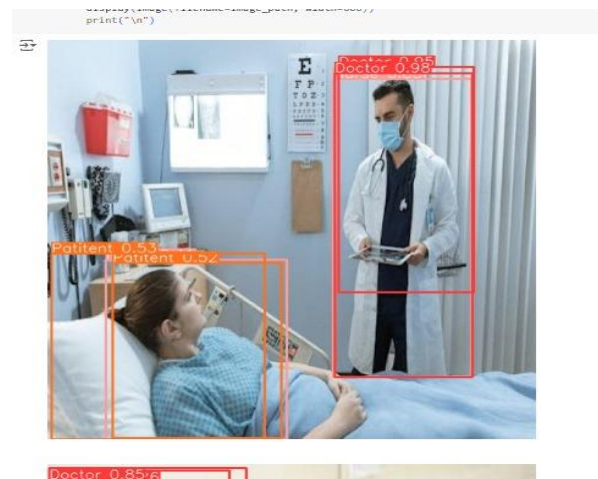 display(Image(filename=image_path, width=600))
print("\n")
Doctor 0.95
Doctor 0.98
E
F P
T O Z
L P E D
Patitent 0.53
Patitent 0.52
Doctor 0.85